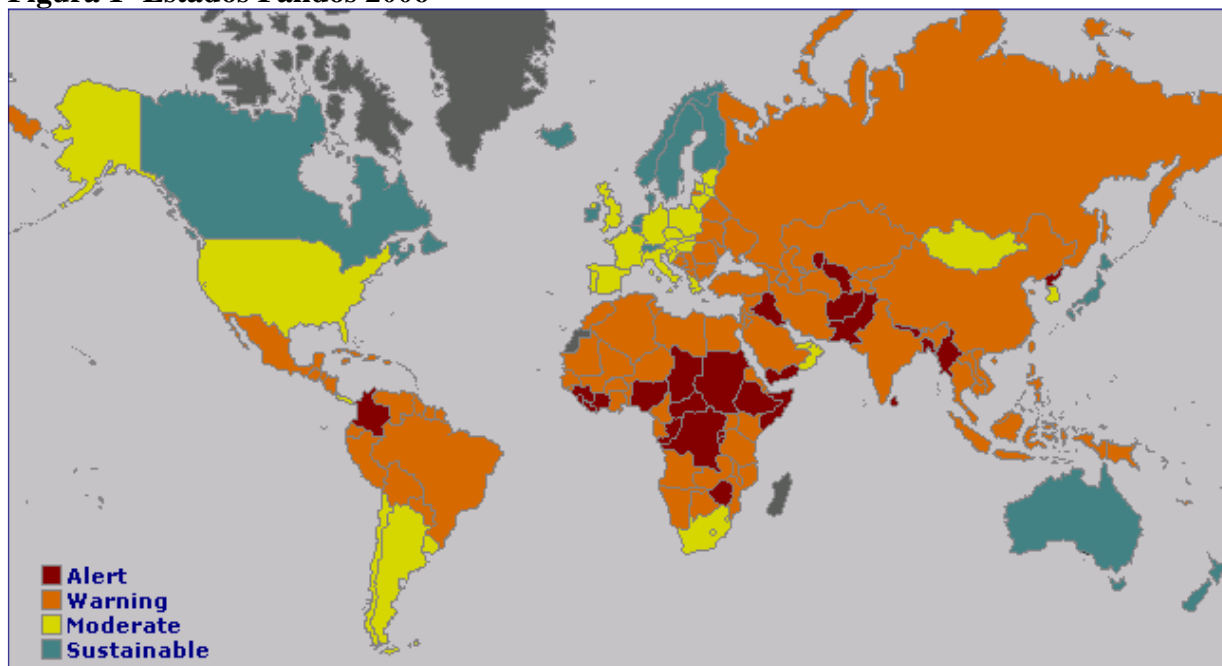 Figura 1- Estados Fallidos 2006
Alert
Warning
Moderate
Sustainable